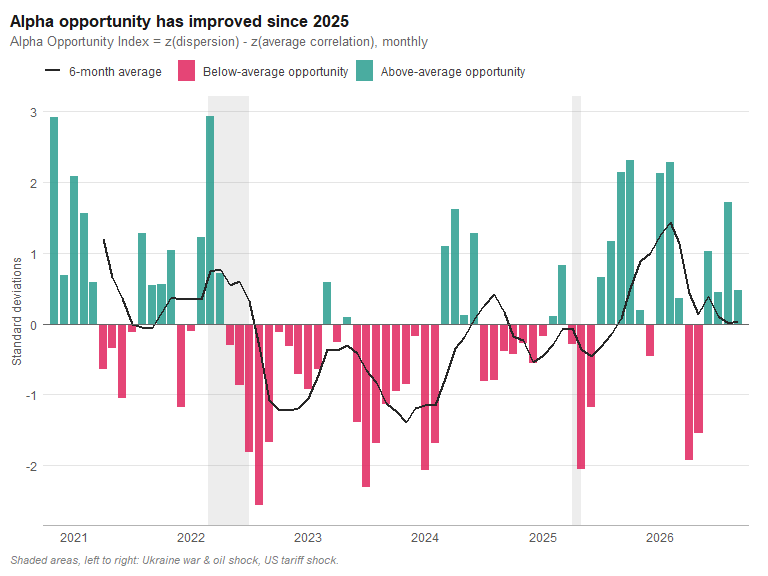 Alpha opportunity has improved since 2025
Alpha Opportunity Index = z(dispersion) - z(average correlation), monthly
6-month average
Below-average opportunity
Above-average opportunity
Standard deviations
3
2
1
0
-1
-2
2021
2022
2023
2024
2025
2026
Shaded areas, left to right: Ukraine war & oil shock, US tariff shock.